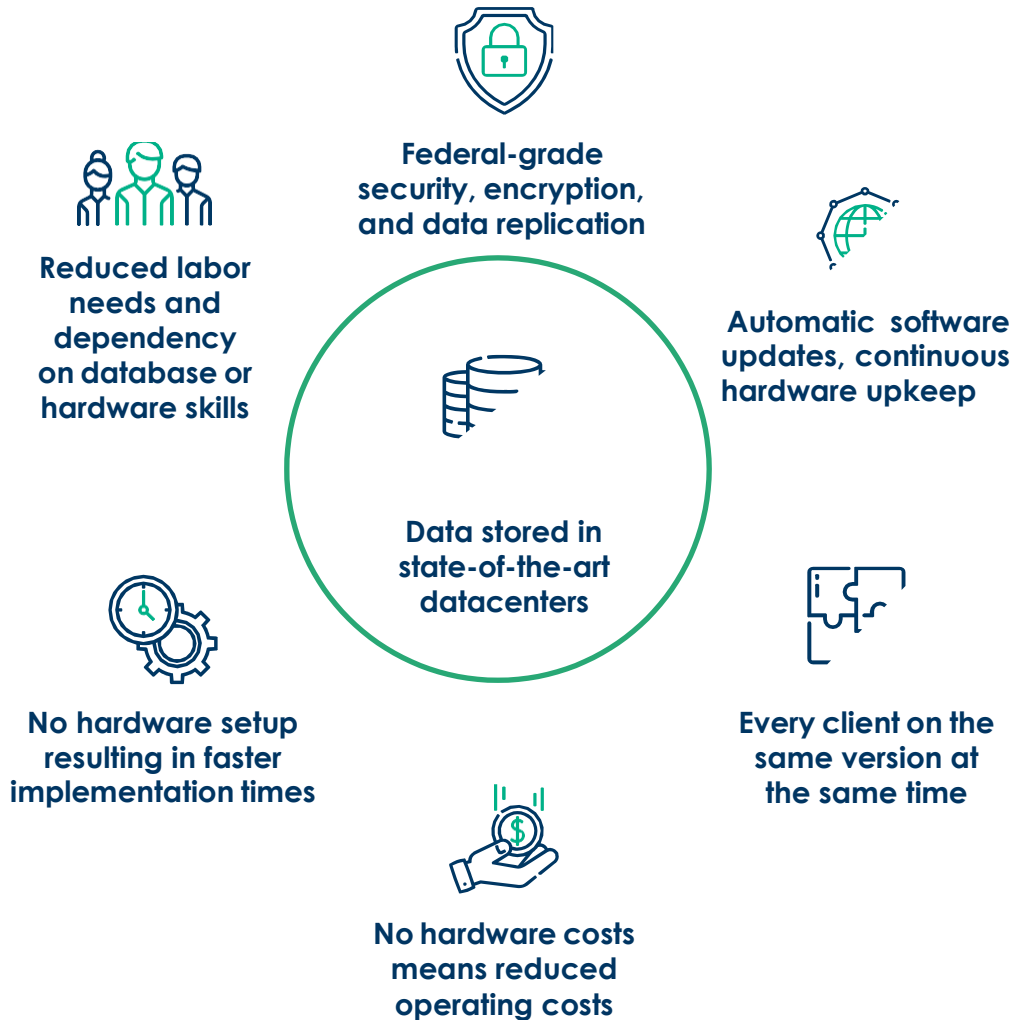 Federal-grade
security, encryption,
and data replication
Reduced labor
needs and
dependency
on database or
hardware skills
Automatic software
updates, continuous
hardware upkeep
Data stored in
state-of-the-art
datacenters
No hardware setup
resulting in faster
implementation times
Every client on the
same version at
the same time
$
No hardware costs
means reduced
operating costs